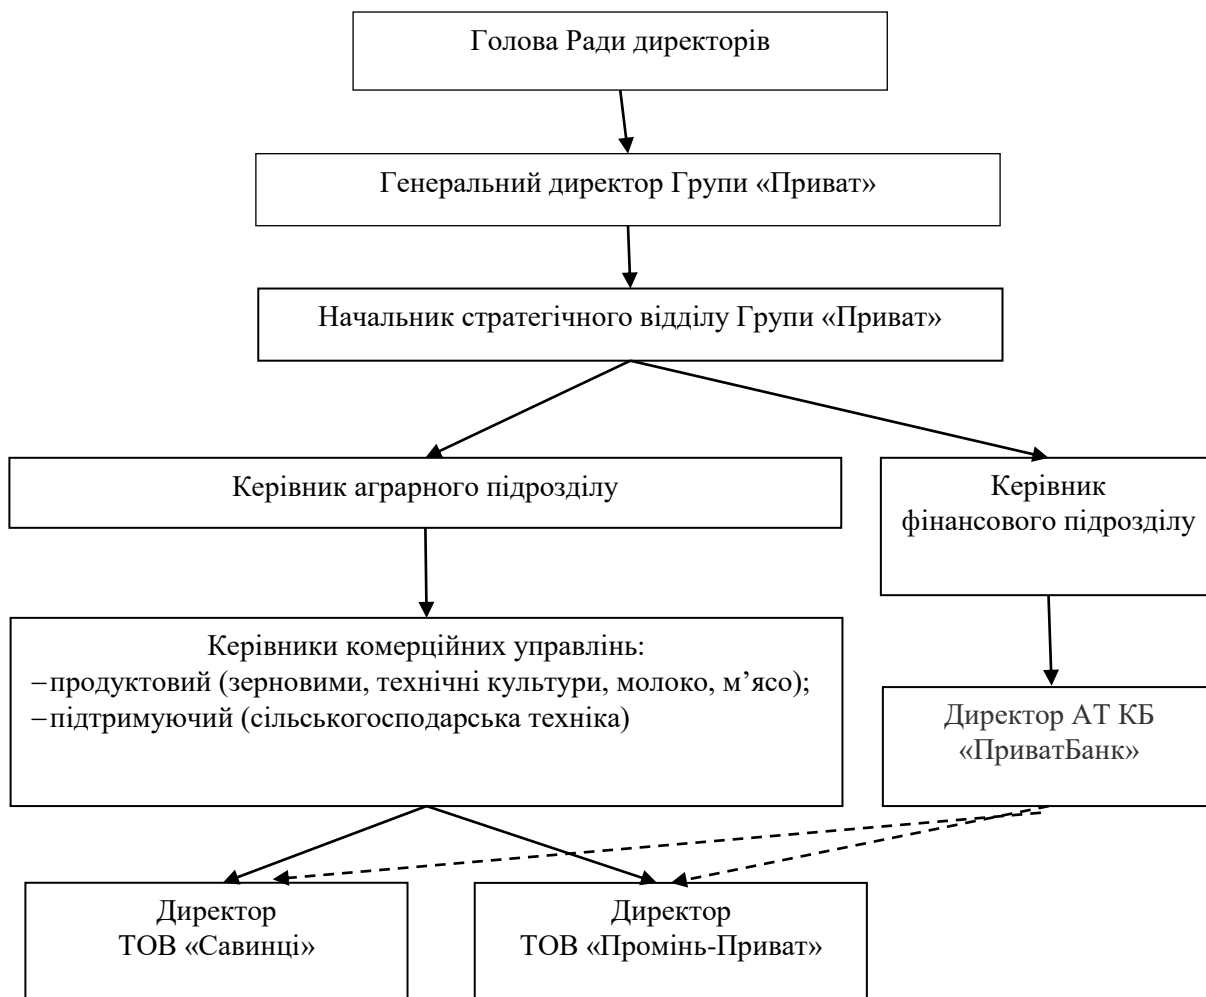 Голова Ради директорів
Генеральний директор Групи «Приват»
Начальник стратегічного відділу Групи «Приват»
Керівник аграрного підрозділу
Керівник
фінансового підрозділу
Керівники комерційних управлінь:
–продуктовий (зерновими, технічні культури, молоко, м’ясо);
–підтримуючий (сільськогосподарська техніка)
Директор АТ КБ
«ПриватБанк»
Директор
ТОВ «Савинці»
Директор
ТОВ «Промінь-Приват»